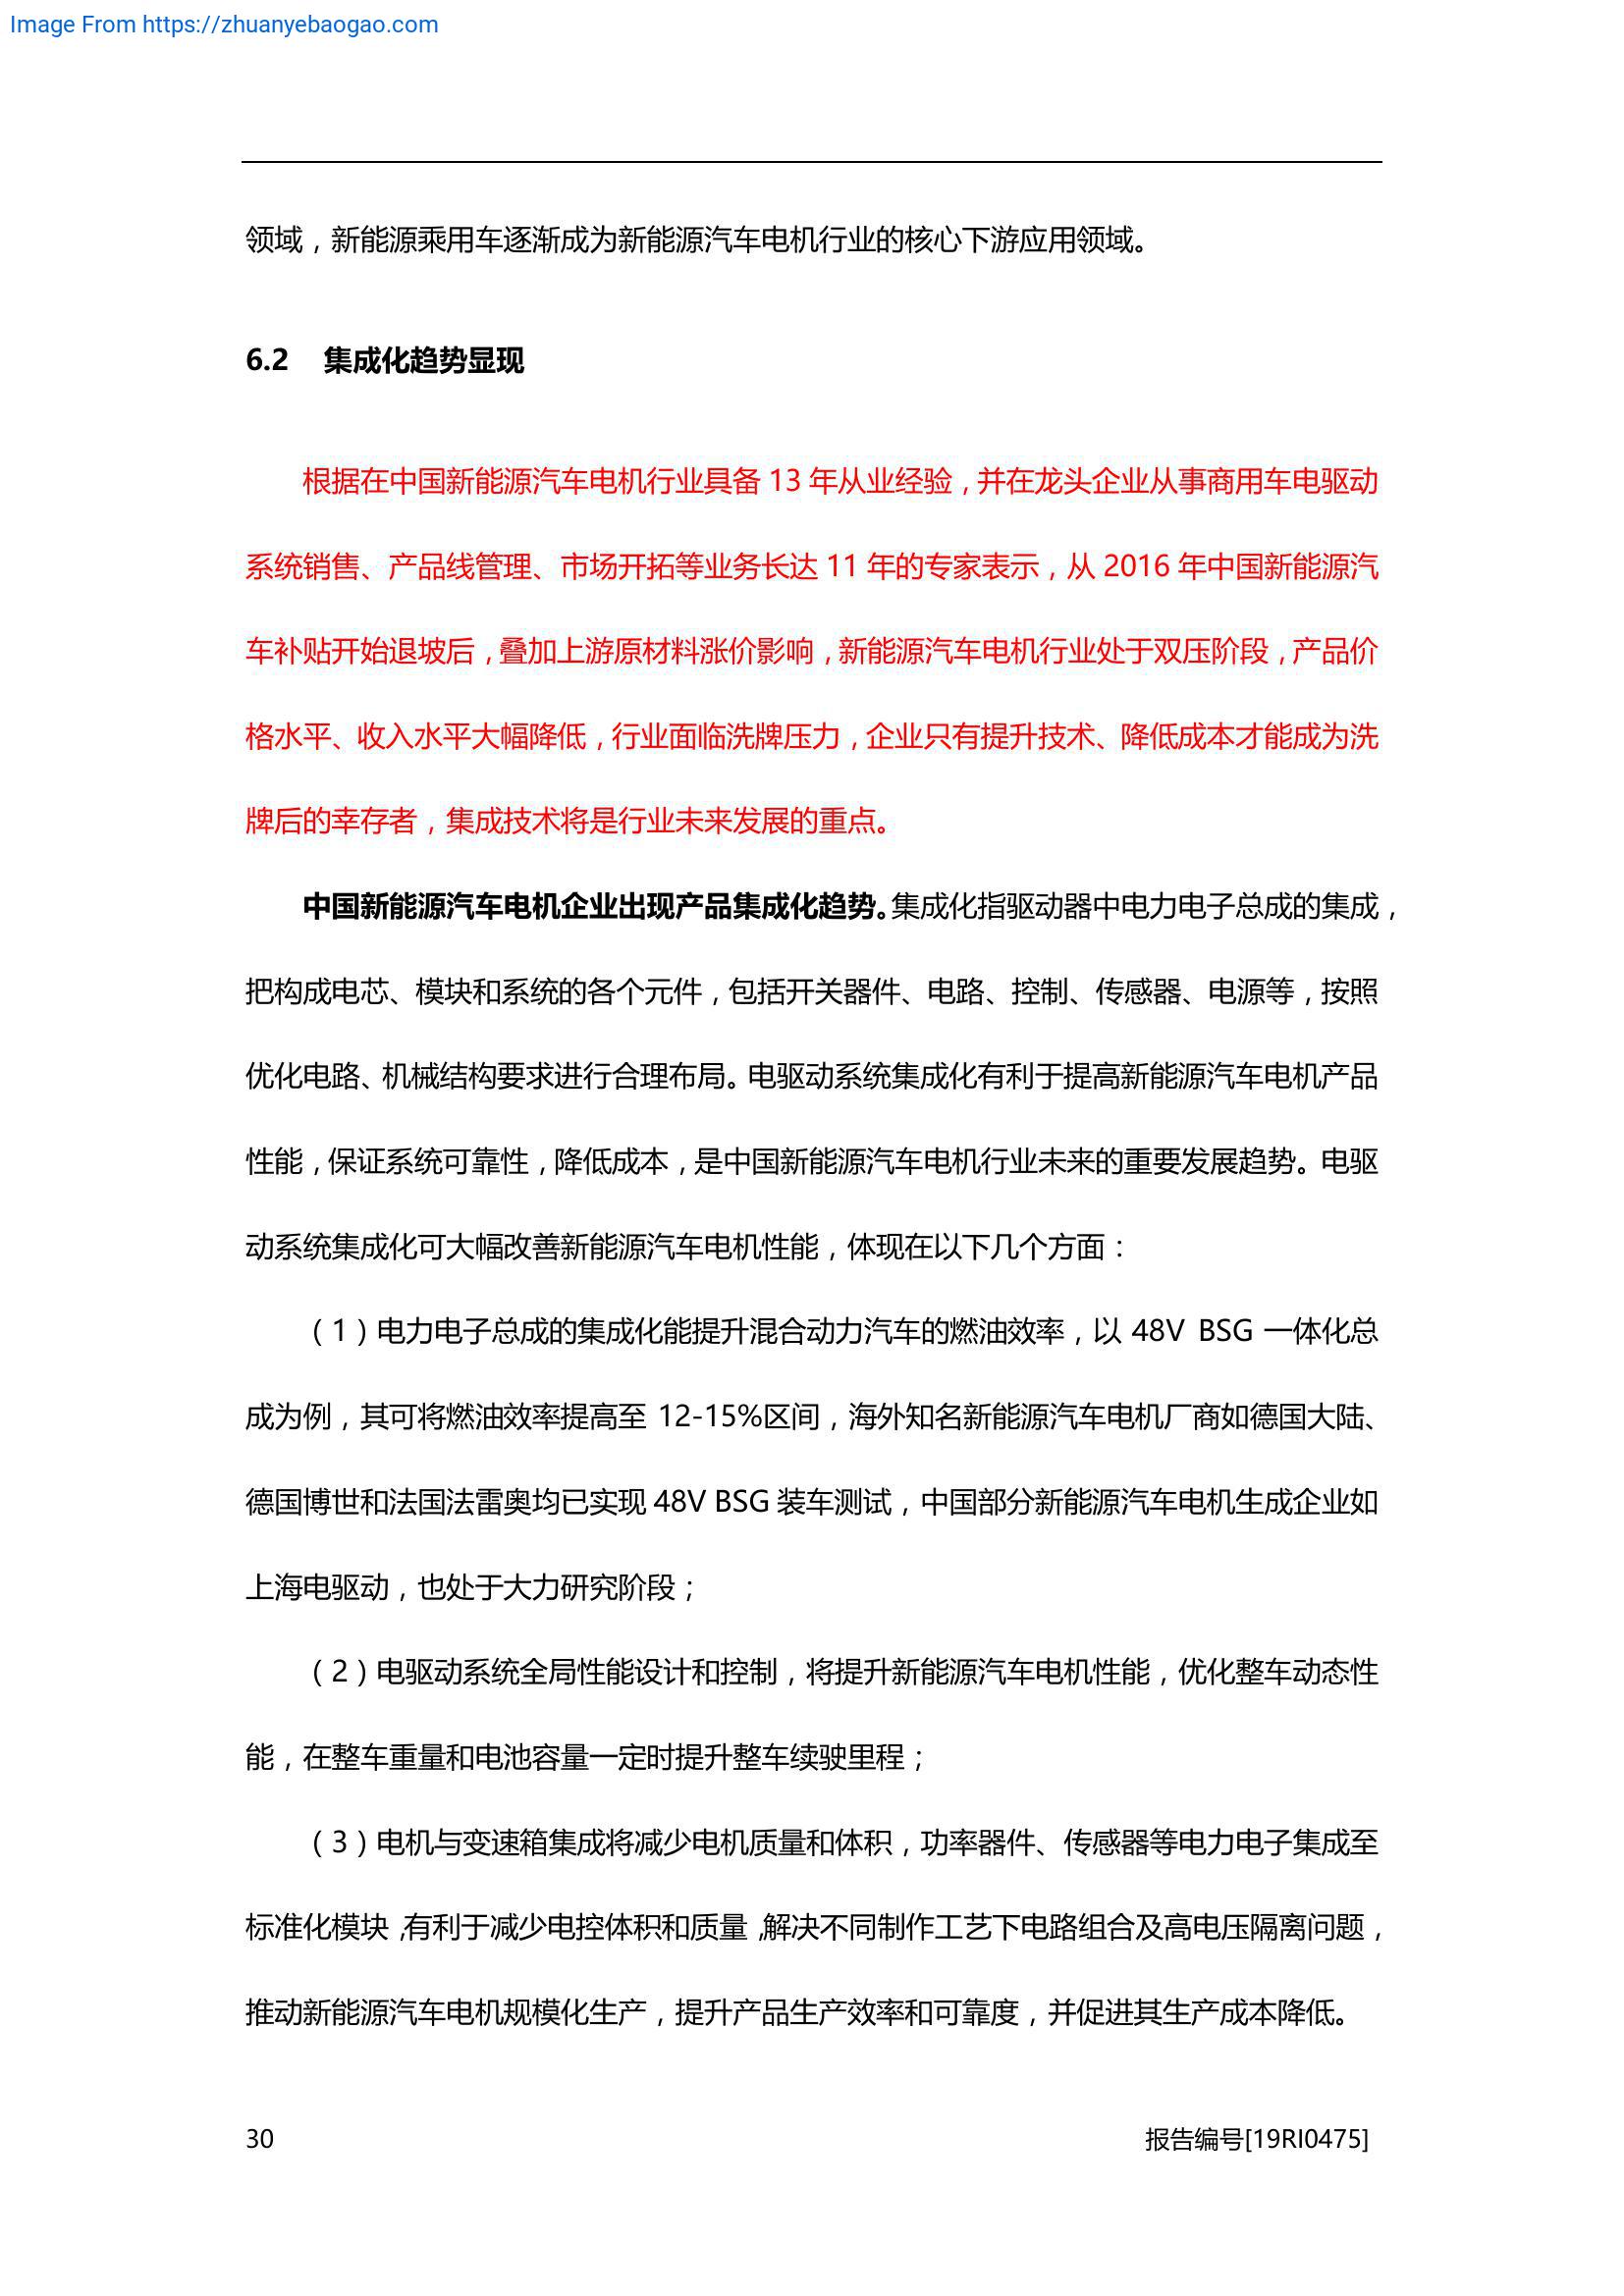 Image From https://zhuanyebaogao.com
领域，新能源乘用车逐渐成为新能源汽车电机行业的核心下游应用领域。
6.2 集成化趋势显现
根据在中国新能源汽车电机行业具备 13 年从业经验，并在龙头企业从事商用车电驱动
系统销售、产品线管理、市场开拓等业务长达 11 年的专家表示，从 2016 年中国新能源汽
车补贴开始退坡后，叠加上游原材料涨价影响，新能源汽车电机行业处于双压阶段，产品价
格水平、收入水平大幅降低，行业面临洗牌压力，企业只有提升技术、降低成本才能成为洗
牌后的幸存者，集成技术将是行业未来发展的重点。
中国新能源汽车电机企业出现产品集成化趋势。集成化指驱动器中电力电子总成的集成，
把构成电芯、模块和系统的各个元件，包括开关器件、电路、控制、传感器、电源等，按照
优化电路、机械结构要求进行合理布局。电驱动系统集成化有利于提高新能源汽车电机产品
性能，保证系统可靠性，降低成本，是中国新能源汽车电机行业未来的重要发展趋势。电驱
动系统集成化可大幅改善新能源汽车电机性能，体现在以下几个方面：
（1）电力电子总成的集成化能提升混合动力汽车的燃油效率，以 48V BSG 一体化总
成为例，其可将燃油效率提高至 12-15%区间，海外知名新能源汽车电机厂商如德国大陆、
德国博世和法国法雷奥均已实现 48V BSG 装车测试，中国部分新能源汽车电机生成企业如
上海电驱动，也处于大力研究阶段；
（2）电驱动系统全局性能设计和控制，将提升新能源汽车电机性能，优化整车动态性
能，在整车重量和电池容量一定时提升整车续驶里程；
（3）电机与变速箱集成将减少电机质量和体积，功率器件、传感器等电力电子集成至
标准化模块，有利于减少电控体积和质量，解决不同制作工艺下电路组合及高电压隔离问题，
推动新能源汽车电机规模化生产，提升产品生产效率和可靠度，并促进其生产成本降低。
30 报告编号[19RI0475]